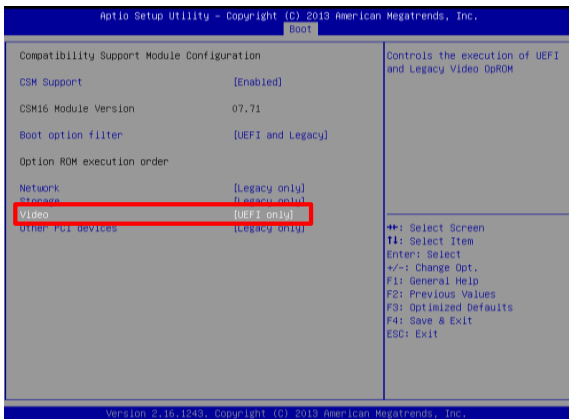 Aptio Setup Utility – Copyright (C) 2013 American Megatrends, Inc.
Boot
Compatibility Support Module Configuration
CSM Support [Enabled]
CSM16 Module Version 07.71
Boot option filter [UEFI and Legacy]
Option ROM execution order
Network [Legacy only]
Storage [Legacy only]
Video [UEFI only]
Other PCI devices [Legacy only]
Controls the execution of UEFI
and Legacy Video OpROM
→←: Select Screen
↑↓: Select Item
Enter: Select
+/-: Change Opt.
F1: General Help
F2: Previous Values
F3: Optimized Defaults
F4: Save & Exit
ESC: Exit
Version 2.16.1243. Copyright (C) 2013 American Megatrends, Inc.